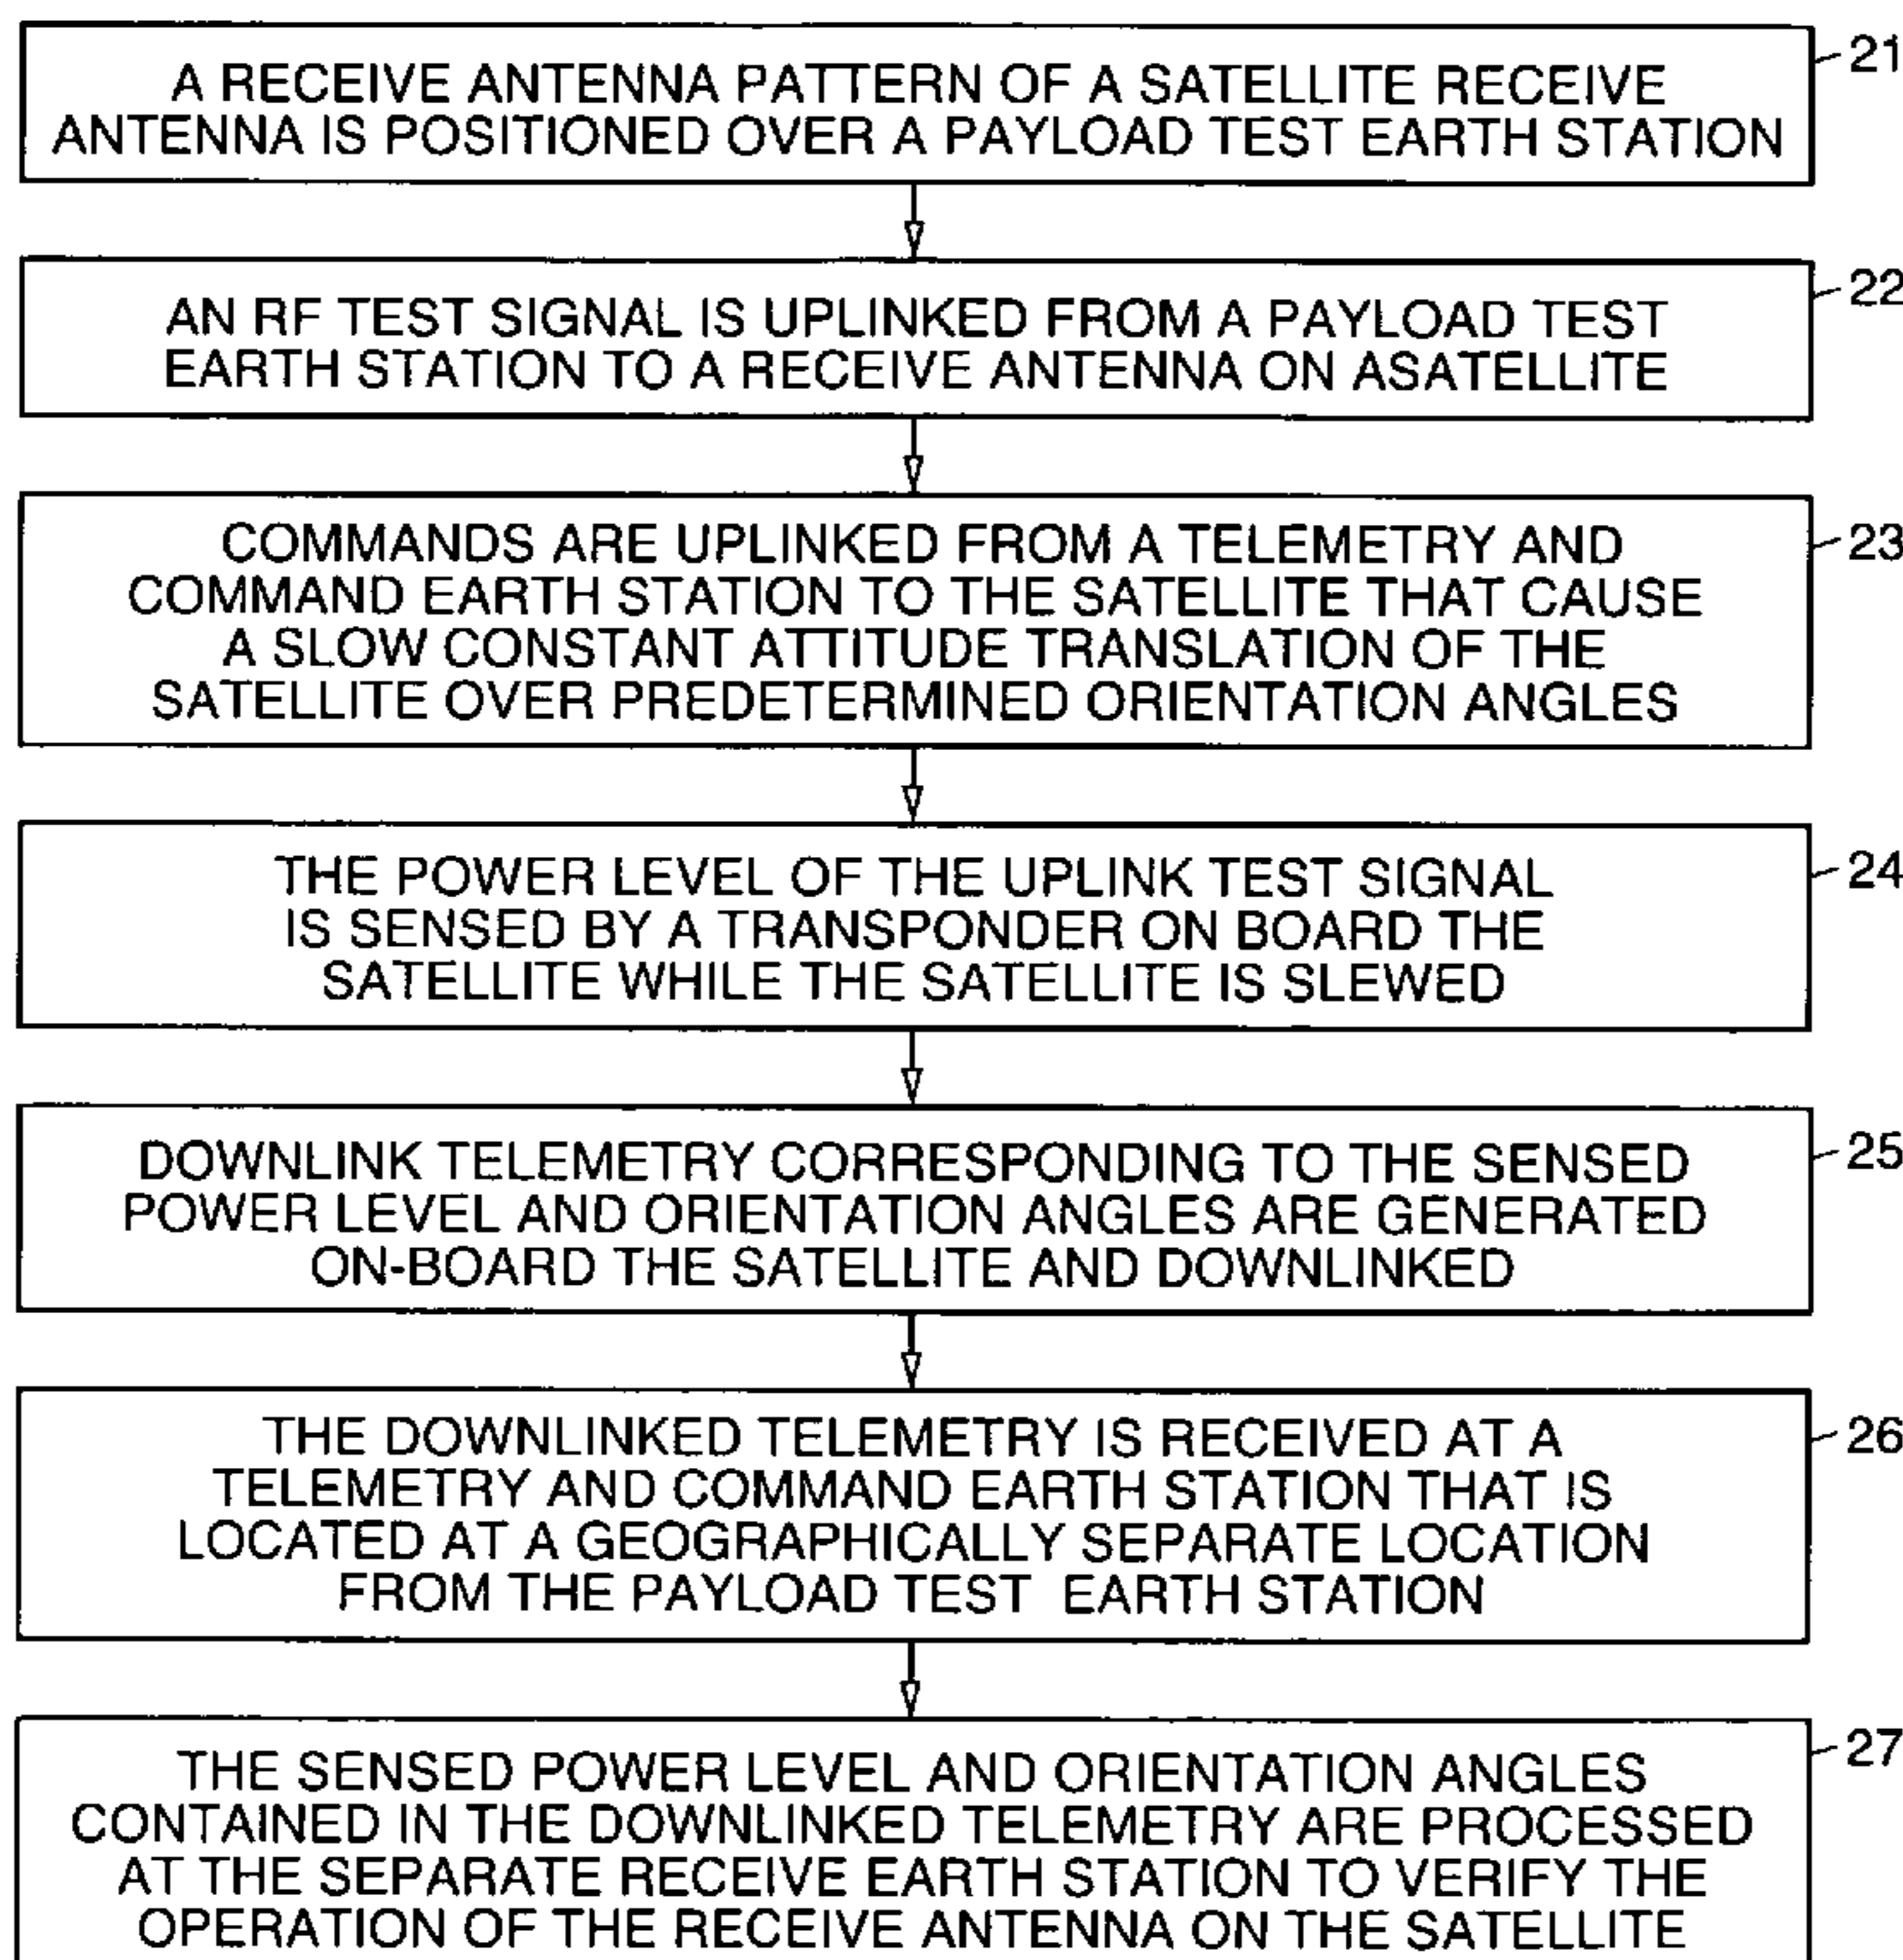 A RECEIVE ANTENNA PATTERN OF A SATELLITE RECEIVE
ANTENNA IS POSITIONED OVER A PAYLOAD TEST EARTH STATION
21
AN RF TEST SIGNAL IS UPLINKED FROM A PAYLOAD TEST
EARTH STATION TO A RECEIVE ANTENNA ON ASATELLITE
22
COMMANDS ARE UPLINKED FROM A TELEMETRY AND
COMMAND EARTH STATION TO THE SATELLITE THAT CAUSE
A SLOW CONSTANT ATTITUDE TRANSLATION OF THE
SATELLITE OVER PREDETERMINED ORIENTATION ANGLES
23
THE POWER LEVEL OF THE UPLINK TEST SIGNAL
IS SENSED BY A TRANSPONDER ON BOARD THE
SATELLITE WHILE THE SATELLITE IS SLEWED
24
DOWNLINK TELEMETRY CORRESPONDING TO THE SENSED
POWER LEVEL AND ORIENTATION ANGLES ARE GENERATED
ON-BOARD THE SATELLITE AND DOWNLINKED
25
THE DOWNLINKED TELEMETRY IS RECEIVED AT A
TELEMETRY AND COMMAND EARTH STATION THAT IS
LOCATED AT A GEOGRAPHICALLY SEPARATE LOCATION
FROM THE PAYLOAD TEST EARTH STATION
26
THE SENSED POWER LEVEL AND ORIENTATION ANGLES
CONTAINED IN THE DOWNLINKED TELEMETRY ARE PROCESSED
AT THE SEPARATE RECEIVE EARTH STATION TO VERIFY THE
OPERATION OF THE RECEIVE ANTENNA ON THE SATELLITE
27